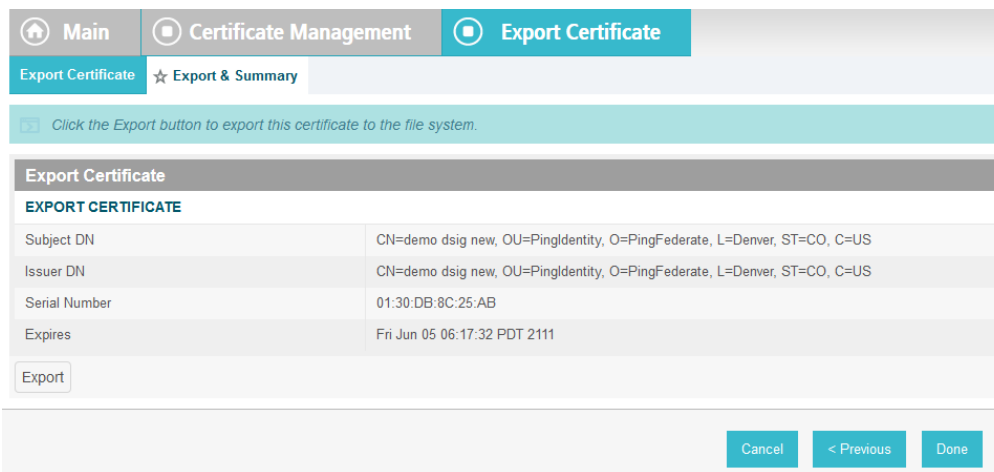 Main Certificate Management Export Certificate
Export Certificate Export & Summary
Click the Export button to export this certificate to the file system.
Export Certificate
EXPORT CERTIFICATE
Subject DN CN=demo dsig new, OU=PingIdentity, O=PingFederate, L=Denver, ST=CO, C=US
Issuer DN CN=demo dsig new, OU=PingIdentity, O=PingFederate, L=Denver, ST=CO, C=US
Serial Number 01:30:DB:8C:25:AB
Expires Fri Jun 05 06:17:32 PDT 2111
Export
Cancel < Previous Done